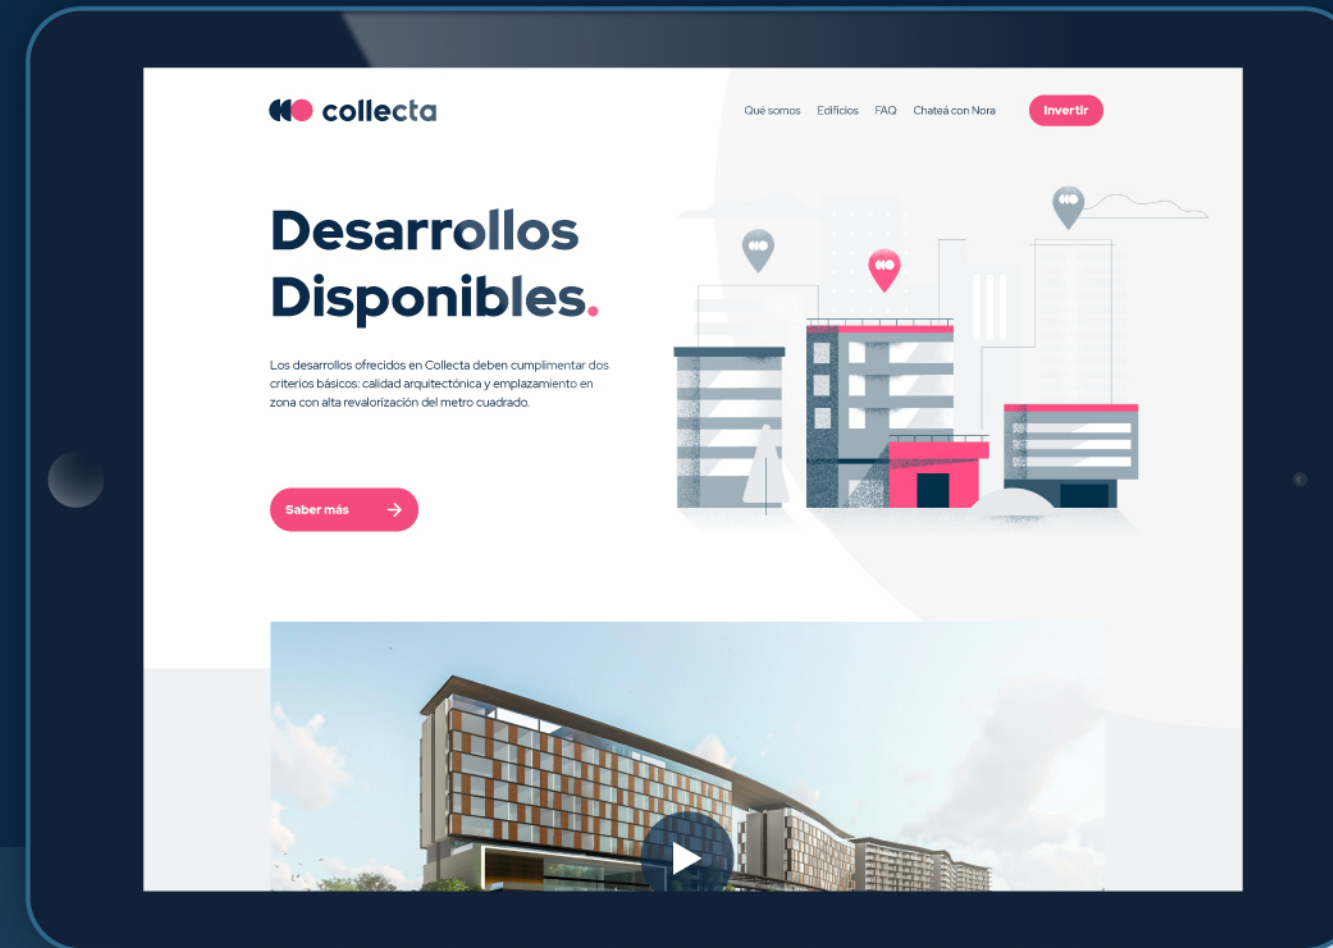 collecta
Qué somos Edificios FAQ Chateá con Nora Invertir
Desarrollos
Disponibles.
Los desarrollos ofrecidos en Collecta deben cumplimentar dos
criterios básicos: calidad arquitectónica y emplazamiento en
zona con alta revalorización del metro cuadrado.
Saber más